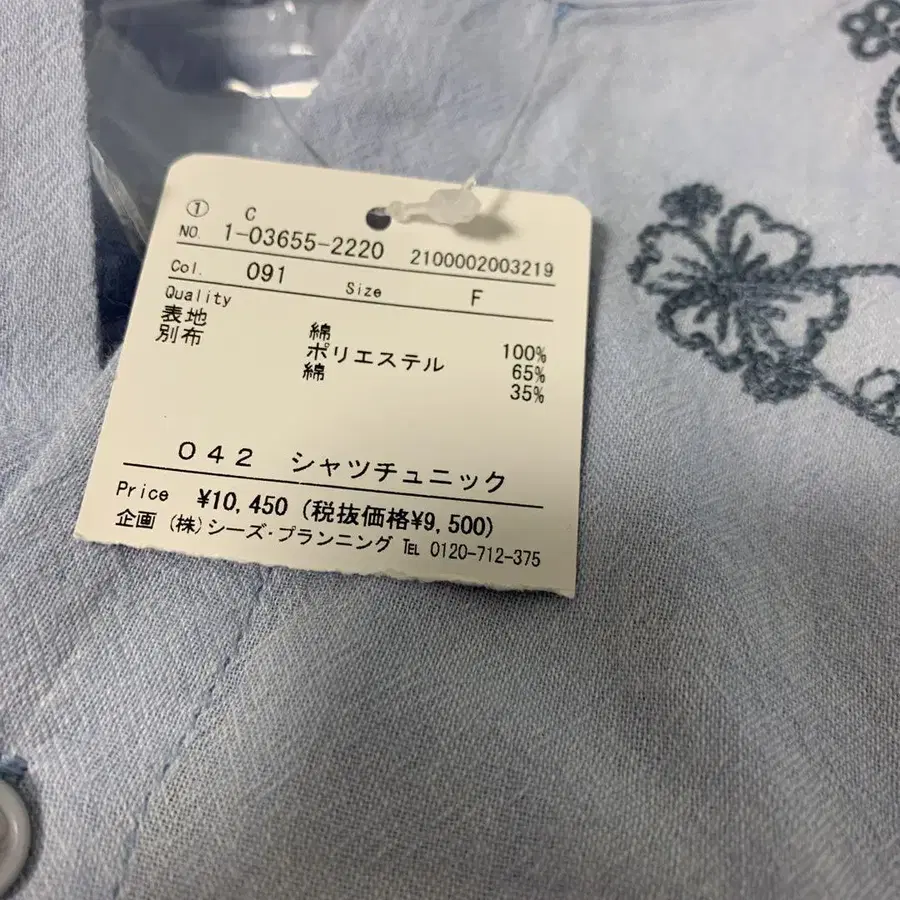 ① C
NO. 1-03655-2220 2100002003219
Col. 091 Size F
Quality
表地 綿 100%
別布 ポリエステル 65%
綿 35%
042 シャツチュニック
Price ¥10,450 (税抜価格¥9,500)
企画 (株)シーズ・プランニング ℡ 0120-712-375